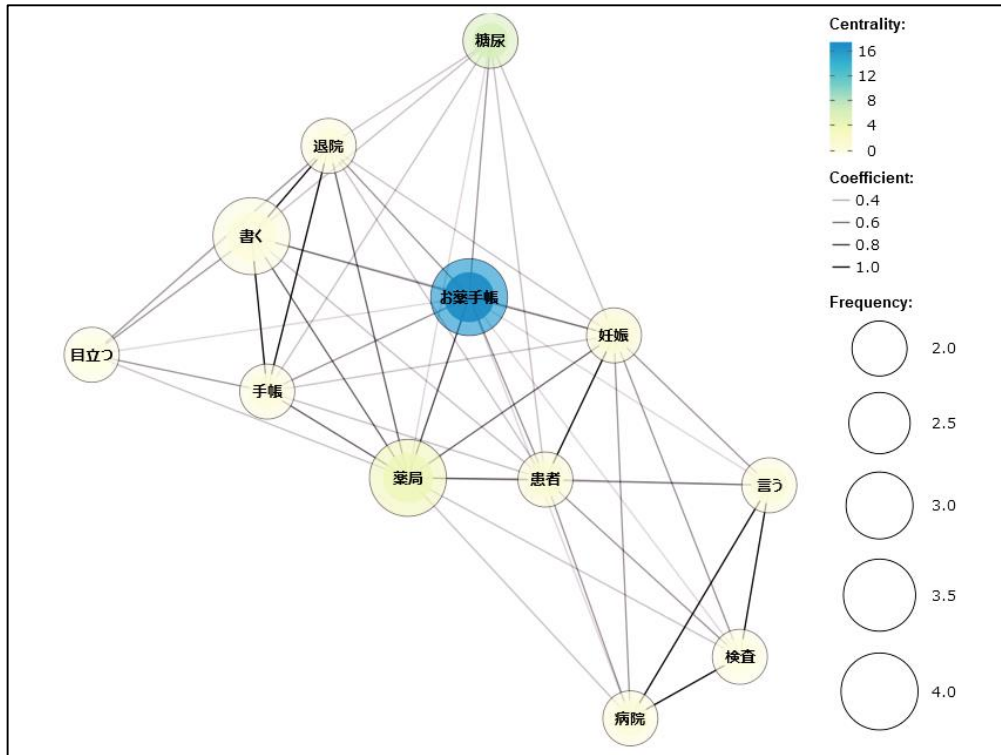 糖尿
退院
書く
お薬手帳
妊娠
目立つ
手帳
薬局
患者
言う
検査
病院
Centrality:
16
12
8
4
0
Coefficient:
0.4
0.6
0.8
1.0
Frequency:
2.0
2.5
3.0
3.5
4.0